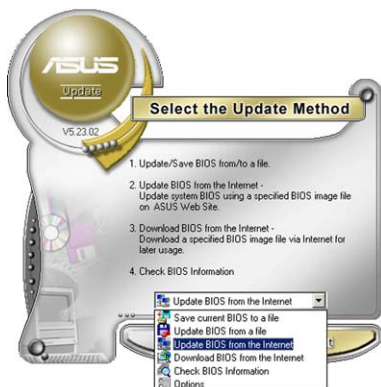 ASUS
Update
V5.23.02
Select the Update Method
1. Update/Save BIOS from/to a file.
2. Update BIOS from the Internet -
Update system BIOS using a specified BIOS image file
on ASUS Web Site.
3. Download BIOS from the Internet -
Download a specified BIOS image file via Internet for
later usage.
4. Check BIOS Information
Update BIOS from the Internet
Save current BIOS to a file
Update BIOS from a file
Update BIOS from the Internet
Download BIOS from the Internet
Check BIOS Information
Options